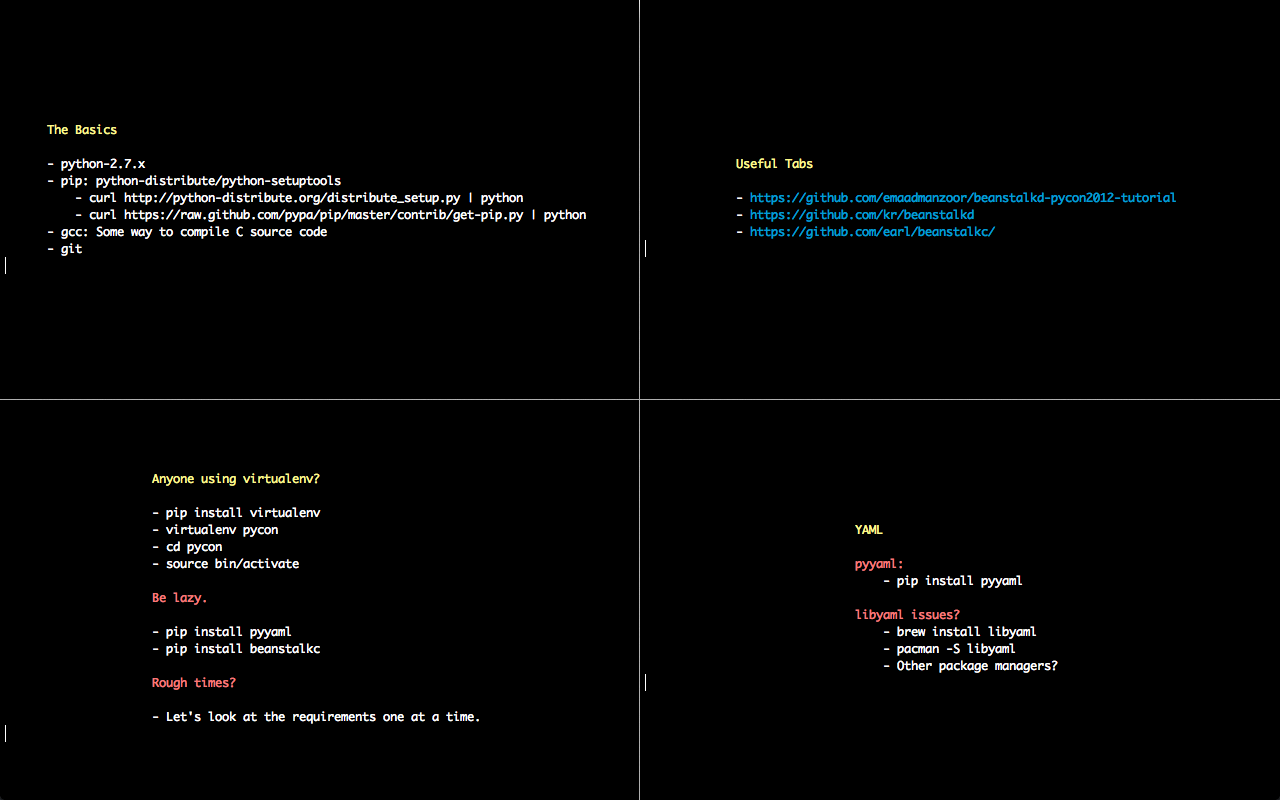 The Basics
- python-2.7.x
- pip: python-distribute/python-setuptools
- curl http://python-distribute.org/distribute_setup.py | python
- curl https://raw.github.com/pypa/pip/master/contrib/get-pip.py | python
- gcc: Some way to compile C source code
- git
Useful Tabs
- https://github.com/emaadmanzoor/beanstalkd-pycon2012-tutorial
- https://github.com/kr/beanstalkd
- https://github.com/earl/beanstalkc/
Anyone using virtualenv?
- pip install virtualenv
- virtualenv pycon
- cd pycon
- source bin/activate
Be lazy.
- pip install pyyaml
- pip install beanstalkc
Rough times?
- Let's look at the requirements one at a time.
YAML
pyyaml:
- pip install pyyaml
libyaml issues?
- brew install libyaml
- pacman -S libyaml
- Other package managers?